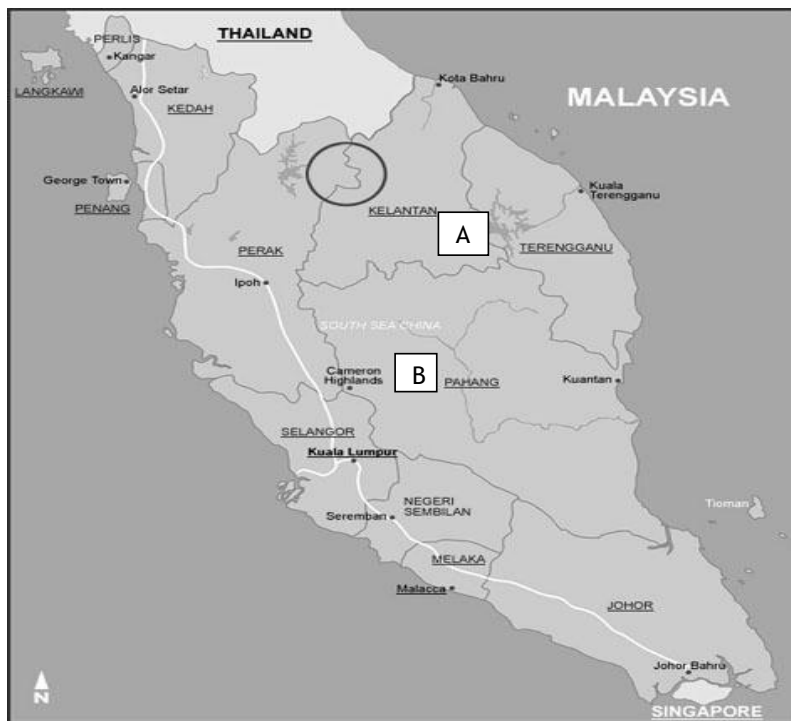 THAILAND
PERLIS
Kangar
LANGKAWI
Alor Setar
KEDAH
Kota Bahru
MALAYSIA
George Town
PENANG
Kuala
Terengganu
KELANTAN
A
TERENGGANU
PERAK
Ipoh
SOUTH SEA CHINA
Cameron
Highlands
B
PAHANG
Kuantan
SELANGOR
Kuala Lumpur
NEGERI
SEMBILAN
Seremban
Tioman
MELAKA
Malacca
JOHOR
Johor Bahru
N
SINGAPORE